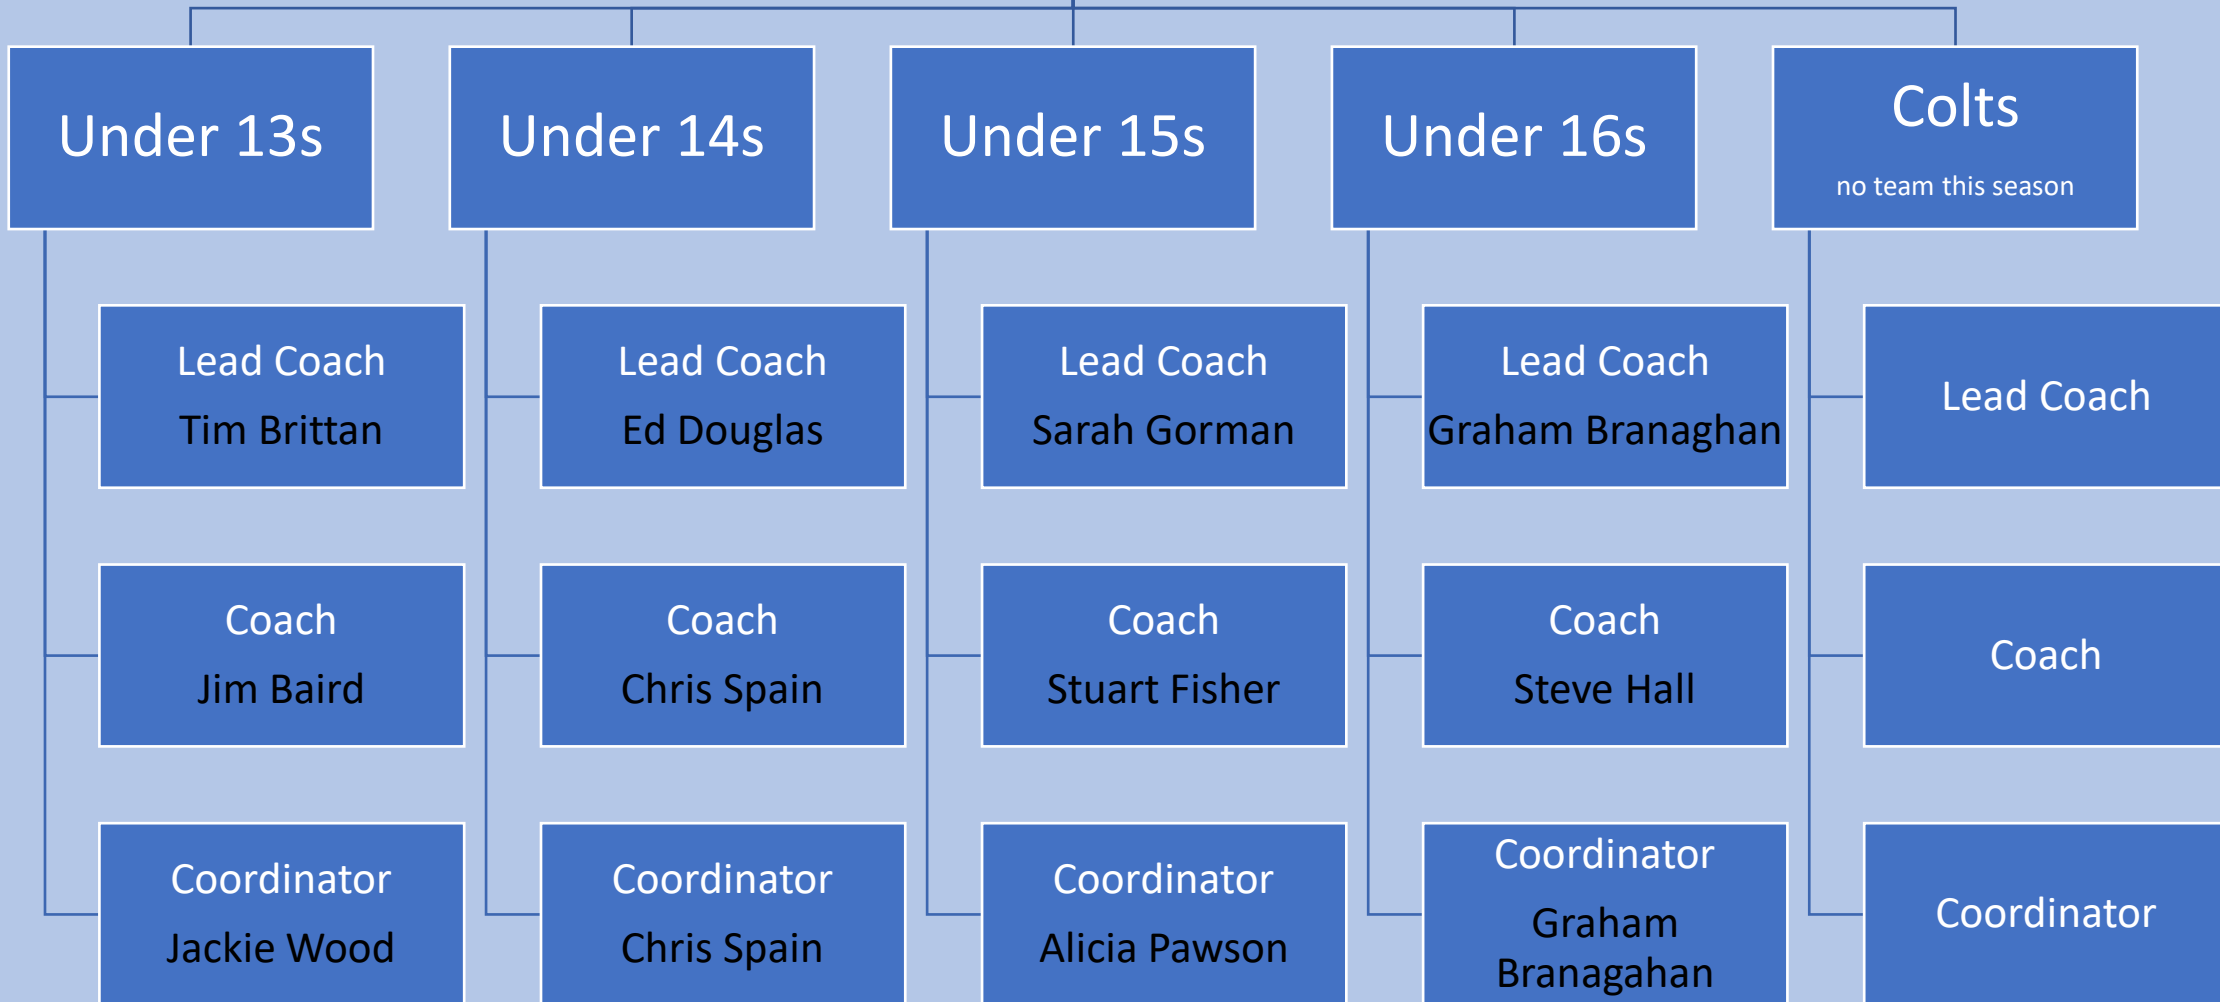 Under 13s
Under 14s
Under 15s
Under 16s
Colts
no team this season
Lead Coach
Tim Brittan
Lead Coach
Ed Douglas
Lead Coach
Sarah Gorman
Lead Coach
Graham Branaghan
Lead Coach
Coach
Jim Baird
Coach
Chris Spain
Coach
Stuart Fisher
Coach
Steve Hall
Coach
Coordinator
Jackie Wood
Coordinator
Chris Spain
Coordinator
Alicia Pawson
Coordinator
Graham
Branagahan
Coordinator